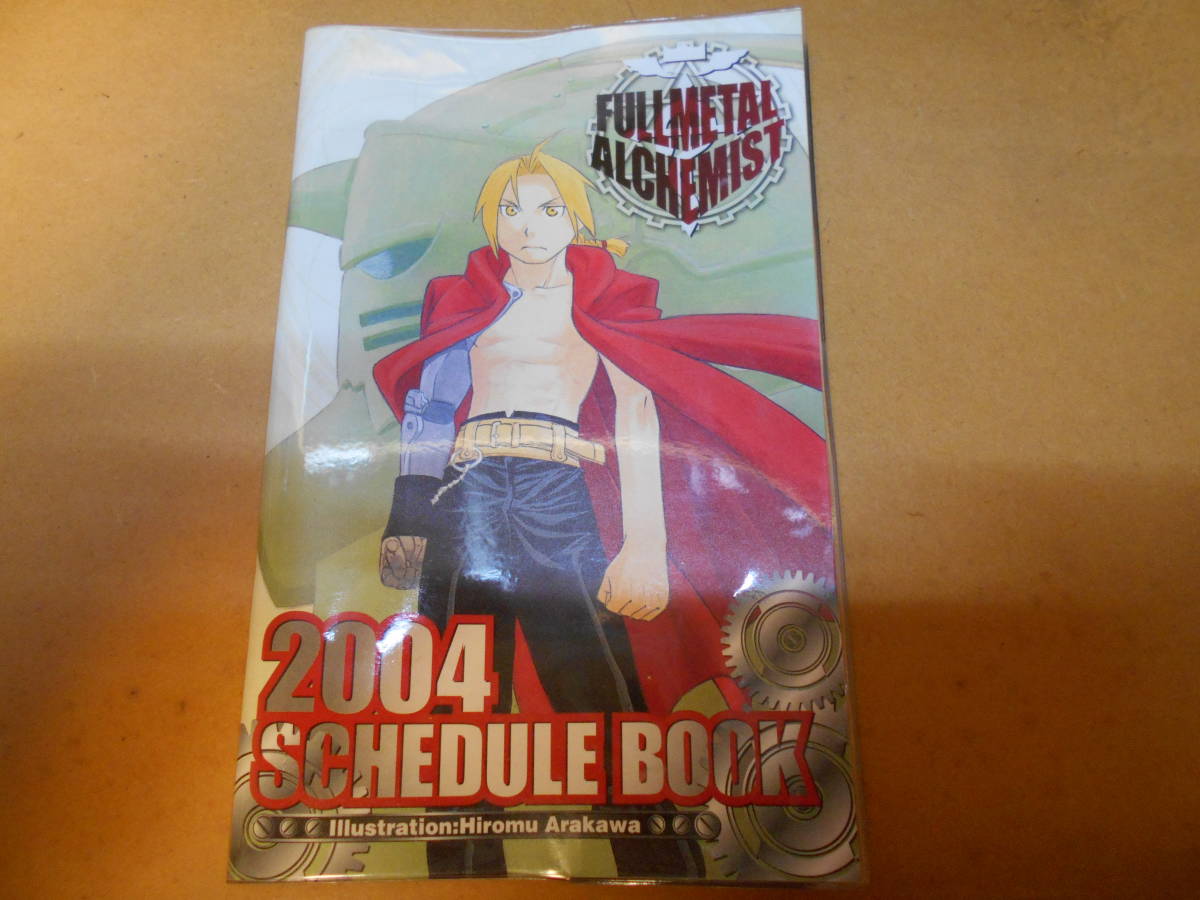 FULLMETAL
ALCHEMIST
2004
SCHEDULE BOOK
Illustration:Hiromu Arakawa